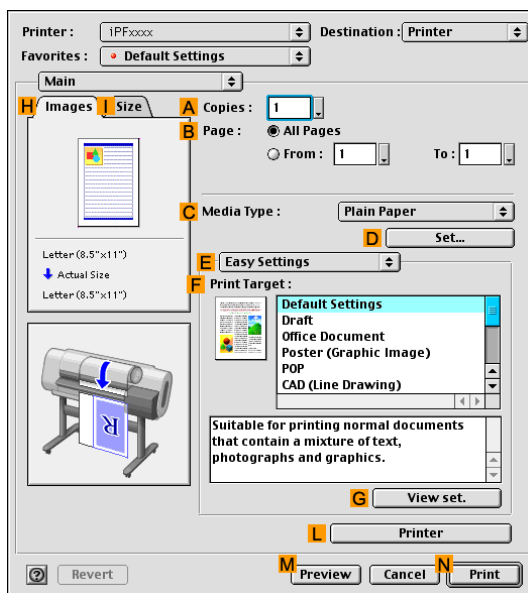 Printer : iPFxxxx Destination : Printer
Favorites : Default Settings
Main
H Images I Size
A Copies : 1
B Page : All Pages
From : 1 To : 1
C Media Type : Plain Paper
D Set...
Letter (8.5"x11")
Actual Size
Letter (8.5"x11")
E Easy Settings
F Print Target :
Default Settings
Draft
Office Document
Poster (Graphic Image)
POP
CAD (Line Drawing)
R
Suitable for printing normal documents
that contain a mixture of text,
photographs and graphics.
G View set.
L Printer
? Revert M Preview Cancel N Print